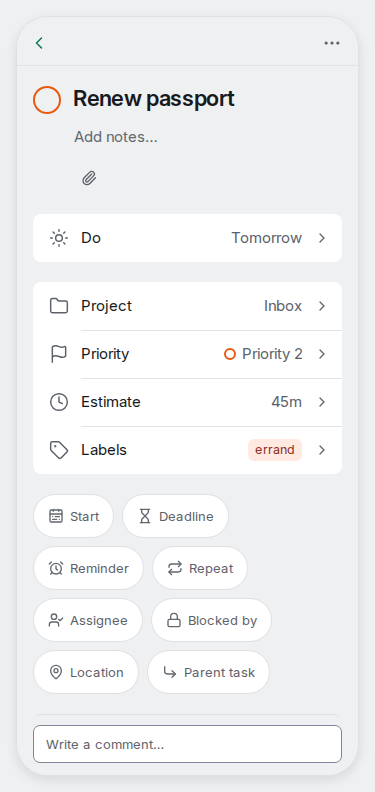 Renew passport
Add notes...
Do Tomorrow
Project Inbox
Priority Priority 2
Estimate 45m
Labels errand
Start Deadline
Reminder Repeat
Assignee Blocked by
Location Parent task
Write a comment...